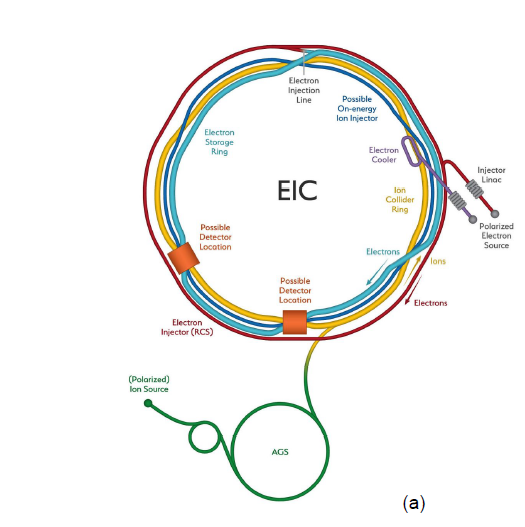 Electron
Injection
Line
Possible
On-energy
Ion Injector
Electron
Storage
Ring
Electron
Cooler
Injector
Linac
EIC
Ion
Collider
Ring
Polarized
Electron
Source
Possible
Detector
Location
Electrons
Ions
Possible
Detector
Location
Electrons
Electron
Injector (RCS)
(Polarized)
Ion Source
AGS
(a)